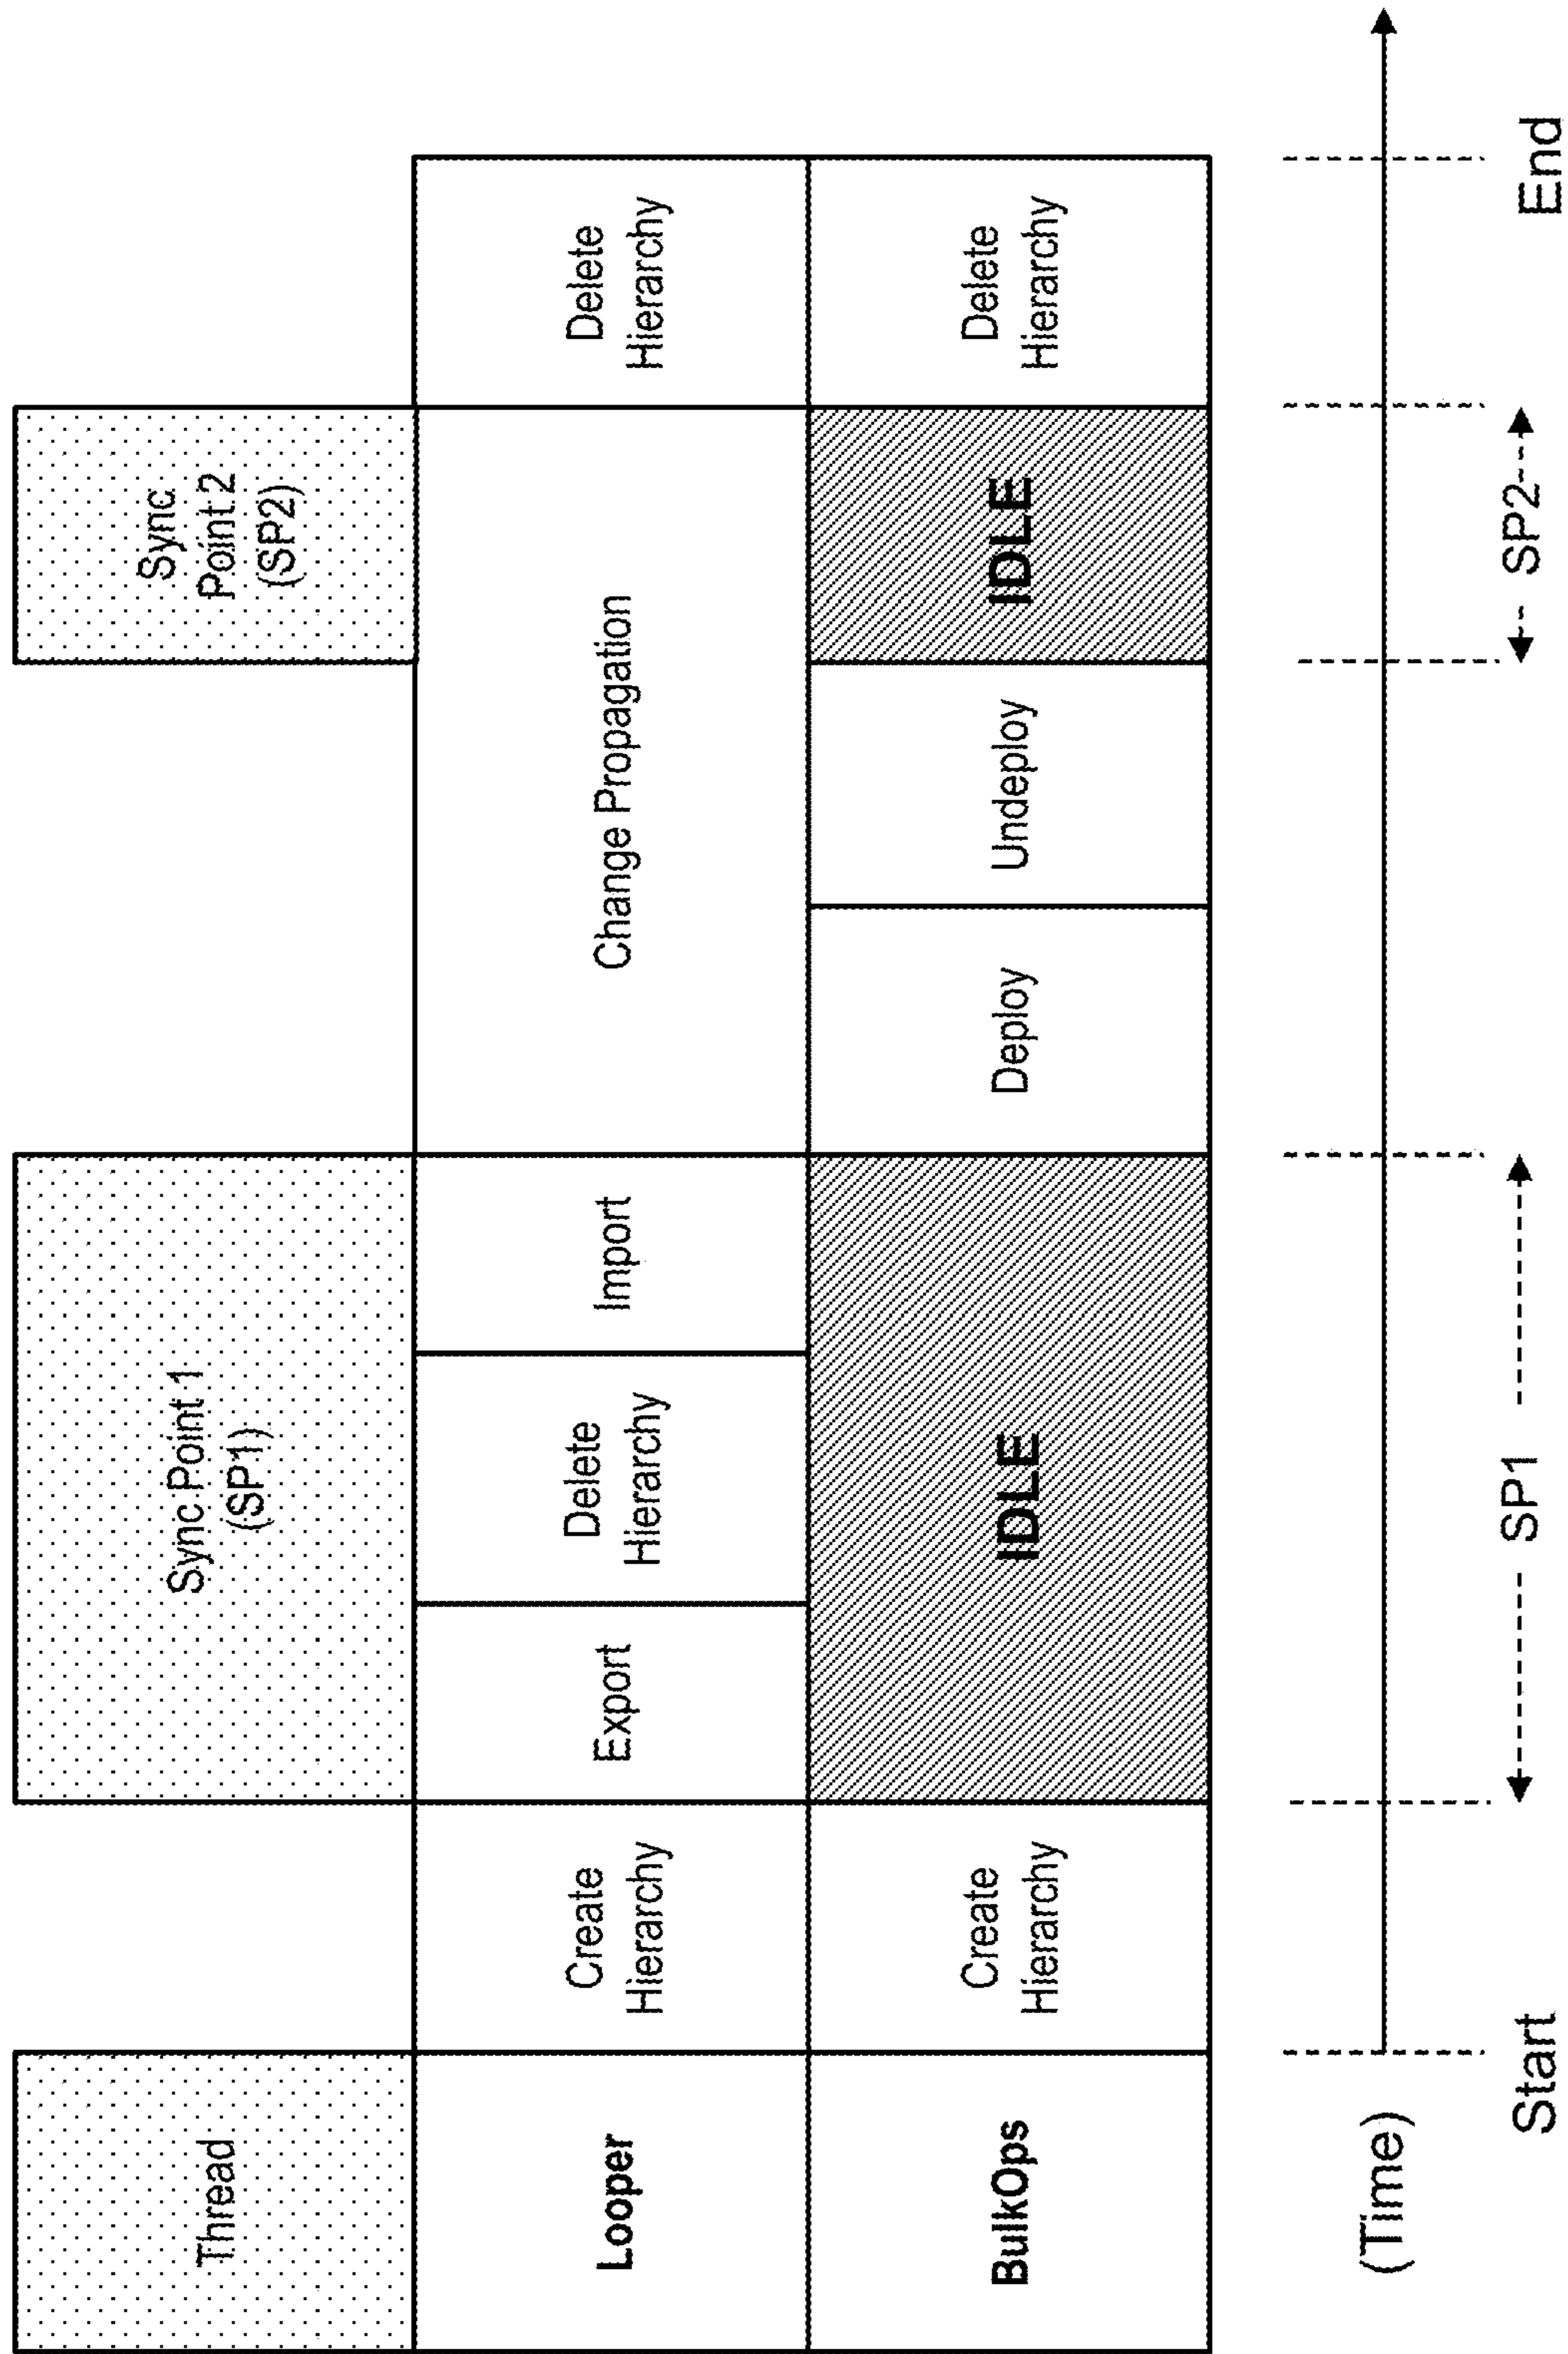 Thread
Sync Point 1
(SP1)
Sync
Point 2
(SP2)
Looper
Create
Hierarchy
Export
Delete
Hierarchy
Import
Change Propagation
Delete
Hierarchy
BulkOps
Create
Hierarchy
IDLE
Deploy
Undeploy
IDLE
Delete
Hierarchy
(Time)
Start
SP1
SP2
End